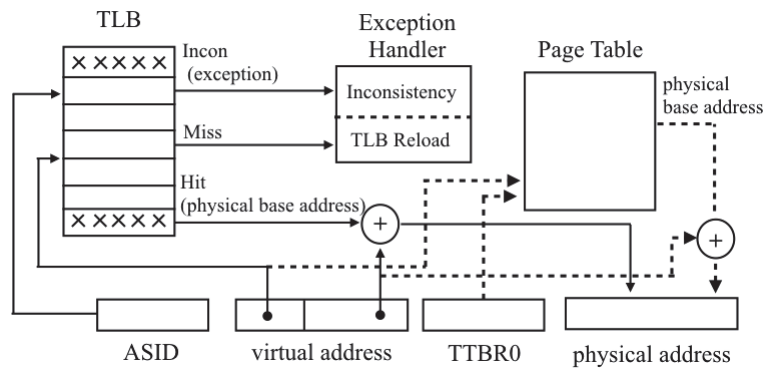 TLB
Exception
Handler
Page Table
×××××
Incon
(exception)
Inconsistency
physical
base address
Miss
TLB Reload
Hit
(physical base address)
×××××
+
+
ASID
virtual address
TTBR0
physical address